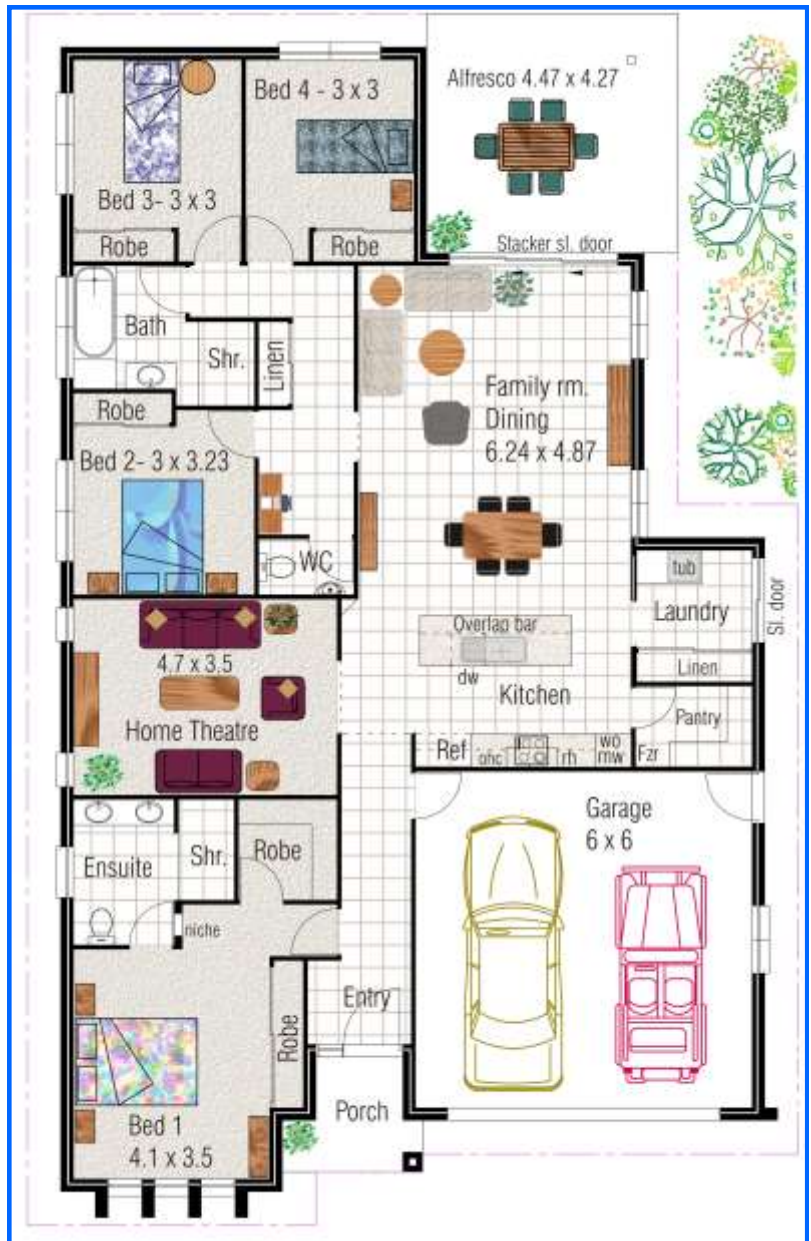 Bed 4 - 3 x 3
Alfresco 4.47 x 4.27
Bed 3- 3 x 3
Robe
Robe
Stacker sl. door
Bath
Shr.
Linen
Family rm.
Dining
6.24 x 4.87
Robe
Bed 2- 3 x 3.23
WC
tub
Laundry
Sl. door
Linen
4.7 x 3.5
Home Theatre
Overlap bar
dw
Kitchen
Pantry
Ref
ohc
rh
wo
mw
Fzr
Garage
6 x 6
Ensuite
Shr.
Robe
niche
Entry
Robe
Porch
Bed 1
4.1 x 3.5